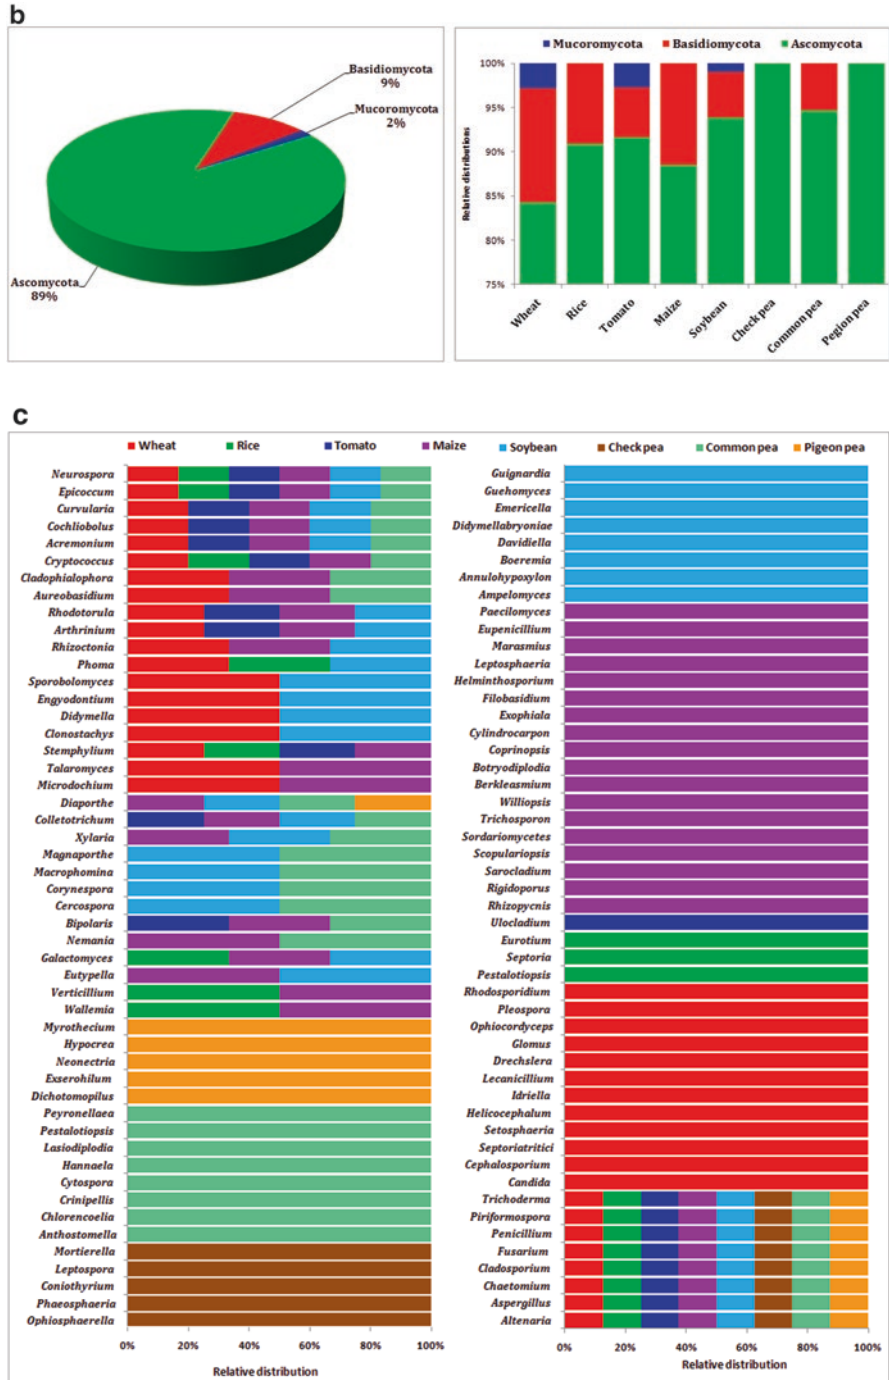 b
Basidiomycota
9%
Mucoromycota
2%
Ascomycota
89%
Mucoromycota Basidiomycota Ascomycota
Relative distributions
100%
95%
90%
85%
80%
75%
Wheat
Rice
Tomato
Maize
Soybean
Check pea
Common pea
Pegion pea
c
Wheat Rice Tomato Maize Soybean Check pea Common pea Pigeon pea
Neurospora
Epicoccum
Curvularia
Cochliobolus
Acremonium
Cryptococcus
Cladophialophora
Aureobasidium
Rhodotorula
Arthrinium
Rhizoctonia
Phoma
Sporobolomyces
Engyodontium
Didymella
Clonostachys
Stemphylium
Talaromyces
Microdochium
Diaporthe
Colletotrichum
Xylaria
Magnaporthe
Macrophomina
Corynespora
Cercospora
Bipolaris
Nemania
Galactomyces
Eutypella
Verticillium
Wallemia
Myrothecium
Hypocrea
Neonectria
Exserohilum
Dichotomopilus
Peyronellaea
Pestalotiopsis
Lasiodiplodia
Hannaela
Cytospora
Crinipellis
Chlorencoelia
Anthostomella
Mortierella
Leptospora
Coniothyrium
Phaeosphaeria
Ophiosphaerella
0% 20% 40% 60% 80% 100%
Relative distribution
Guignardia
Guehomyces
Emericella
Didymellabryoniae
Davidiella
Boeremia
Annulohypoxylon
Ampelomyces
Paecilomyces
Eupenicillium
Marasmius
Leptosphaeria
Helminthosporium
Filobasidium
Exophiala
Cylindrocarpon
Coprinopsis
Botryodiplodia
Berkleasmium
Williopsis
Trichosporon
Sordariomycetes
Scopulariopsis
Sarocladium
Rigidoporus
Rhizopycnis
Ulocladium
Eurotium
Septoria
Pestalotiopsis
Rhodosporidium
Pleospora
Ophiocordyceps
Glomus
Drechslera
Lecanicillium
Idriella
Helicocephalum
Setosphaeria
Septoriatritici
Cephalosporium
Candida
Trichoderma
Piriformospora
Penicillium
Fusarium
Cladosporium
Chaetomium
Aspergillus
Altenaria
0% 20% 40% 60% 80% 100%
Relative distribution